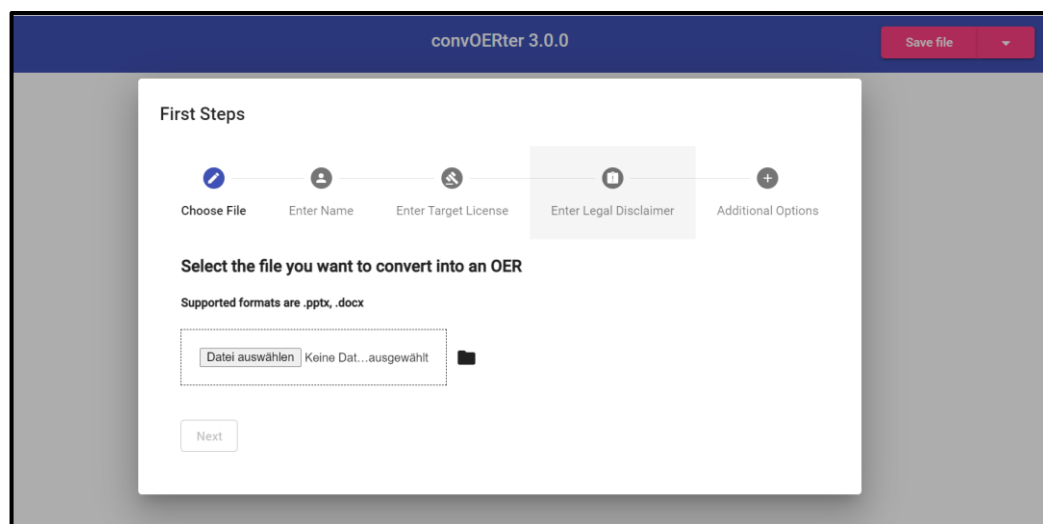 convOERter 3.0.0
Save file
First Steps
Choose File
Enter Name
Enter Target License
Enter Legal Disclaimer
Additional Options
Select the file you want to convert into an OER
Supported formats are .pptx, .docx
Datei auswählen Keine Dat…ausgewählt
Next